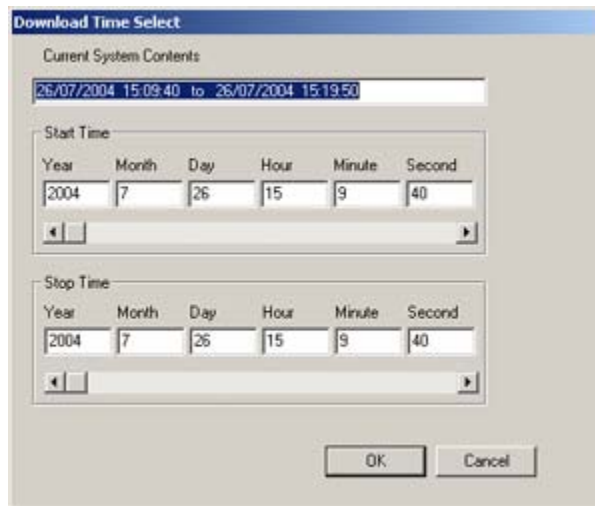 Download Time Select
Current System Contents
26/07/2004 15:09:40 to 26/07/2004 15:19:50
Start Time
Year Month Day Hour Minute Second
2004 7 26 15 9 40
Stop Time
Year Month Day Hour Minute Second
2004 7 26 15 9 40
OK Cancel